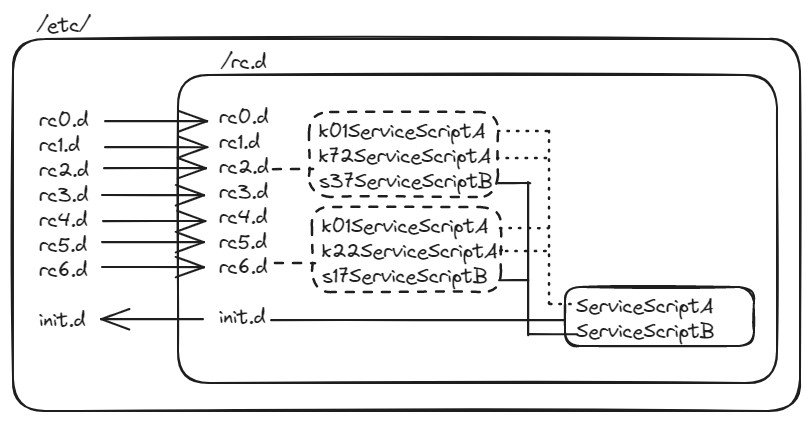 /etc/
/rc.d
rc0.d
rc1.d
rc2.d
rc3.d
rc4.d
rc5.d
rc6.d
init.d
rc0.d
rc1.d
rc2.d
rc3.d
rc4.d
rc5.d
rc6.d
init.d
k01ServiceScriptA
k72ServiceScriptA
s37ServiceScriptB
k01ServiceScriptA
k22ServiceScriptA
s17ServiceScriptB
ServiceScriptA
ServiceScriptB